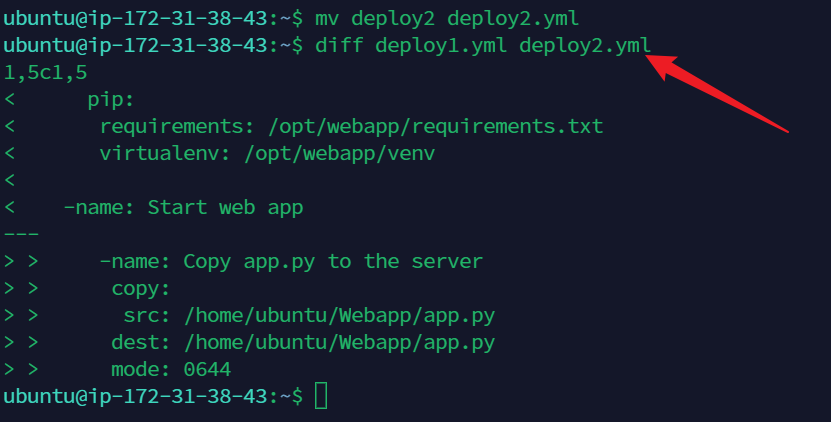 ubuntu@ip-172-31-38-43:~$ mv deploy2 deploy2.yml
ubuntu@ip-172-31-38-43:~$ diff deploy1.yml deploy2.yml
1,5c1,5
<      pip:
<       requirements: /opt/webapp/requirements.txt
<       virtualenv: /opt/webapp/venv
<
<    -name: Start web app
---
> >     -name: Copy app.py to the server
> >      copy:
> >       src: /home/ubuntu/Webapp/app.py
> >      dest: /home/ubuntu/Webapp/app.py
> >      mode: 0644
ubuntu@ip-172-31-38-43:~$